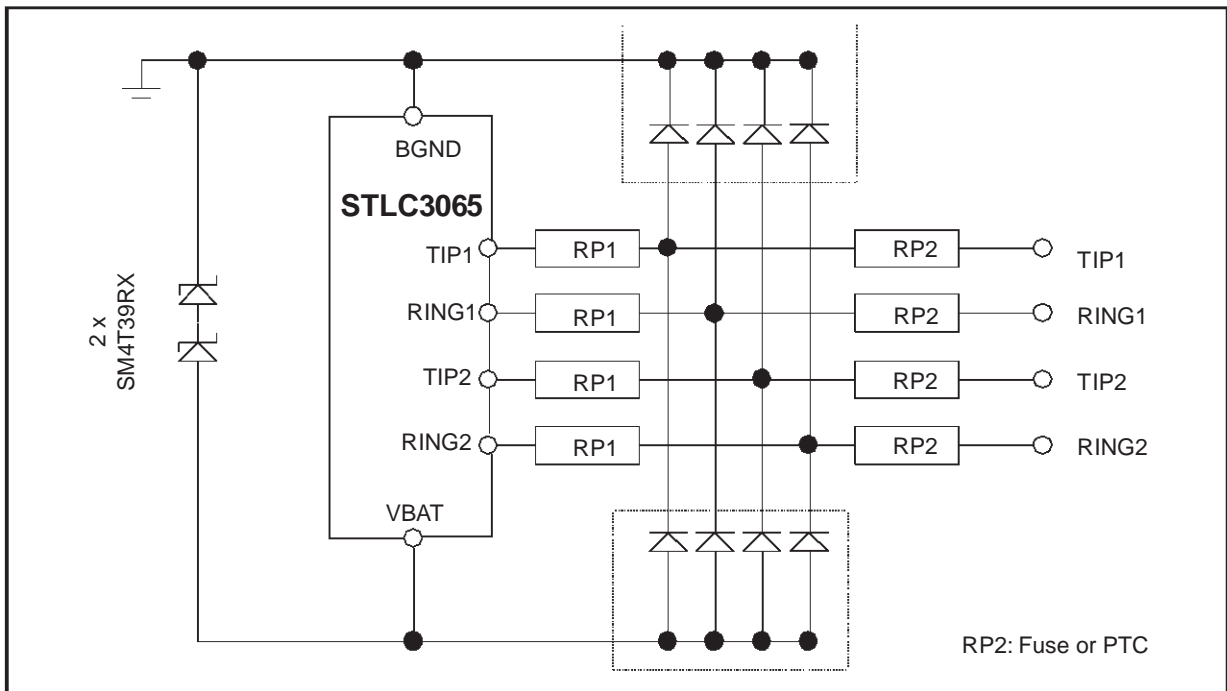 BGND
STLC3065
TIP1
RP1
RP2
TIP1
RING1
RP1
RP2
RING1
TIP2
RP1
RP2
TIP2
RING2
RP1
RP2
RING2
VBAT
2 x
SM4T39RX
RP2: Fuse or PTC